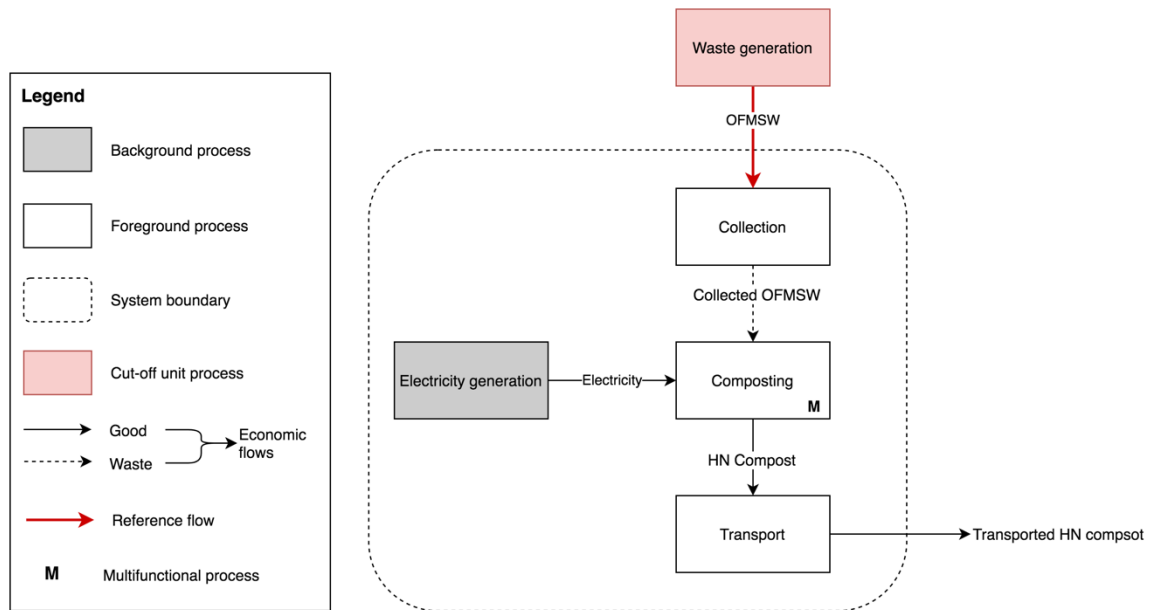 Waste generation
OFMSW
Legend
Background process
Foreground process
System boundary
Cut-off unit process
Good
Waste
Economic
flows
Reference flow
M
Multifunctional process
Collection
Collected OFMSW
Electricity generation
Electricity
Composting
M
HN Compost
Transport
Transported HN compsot